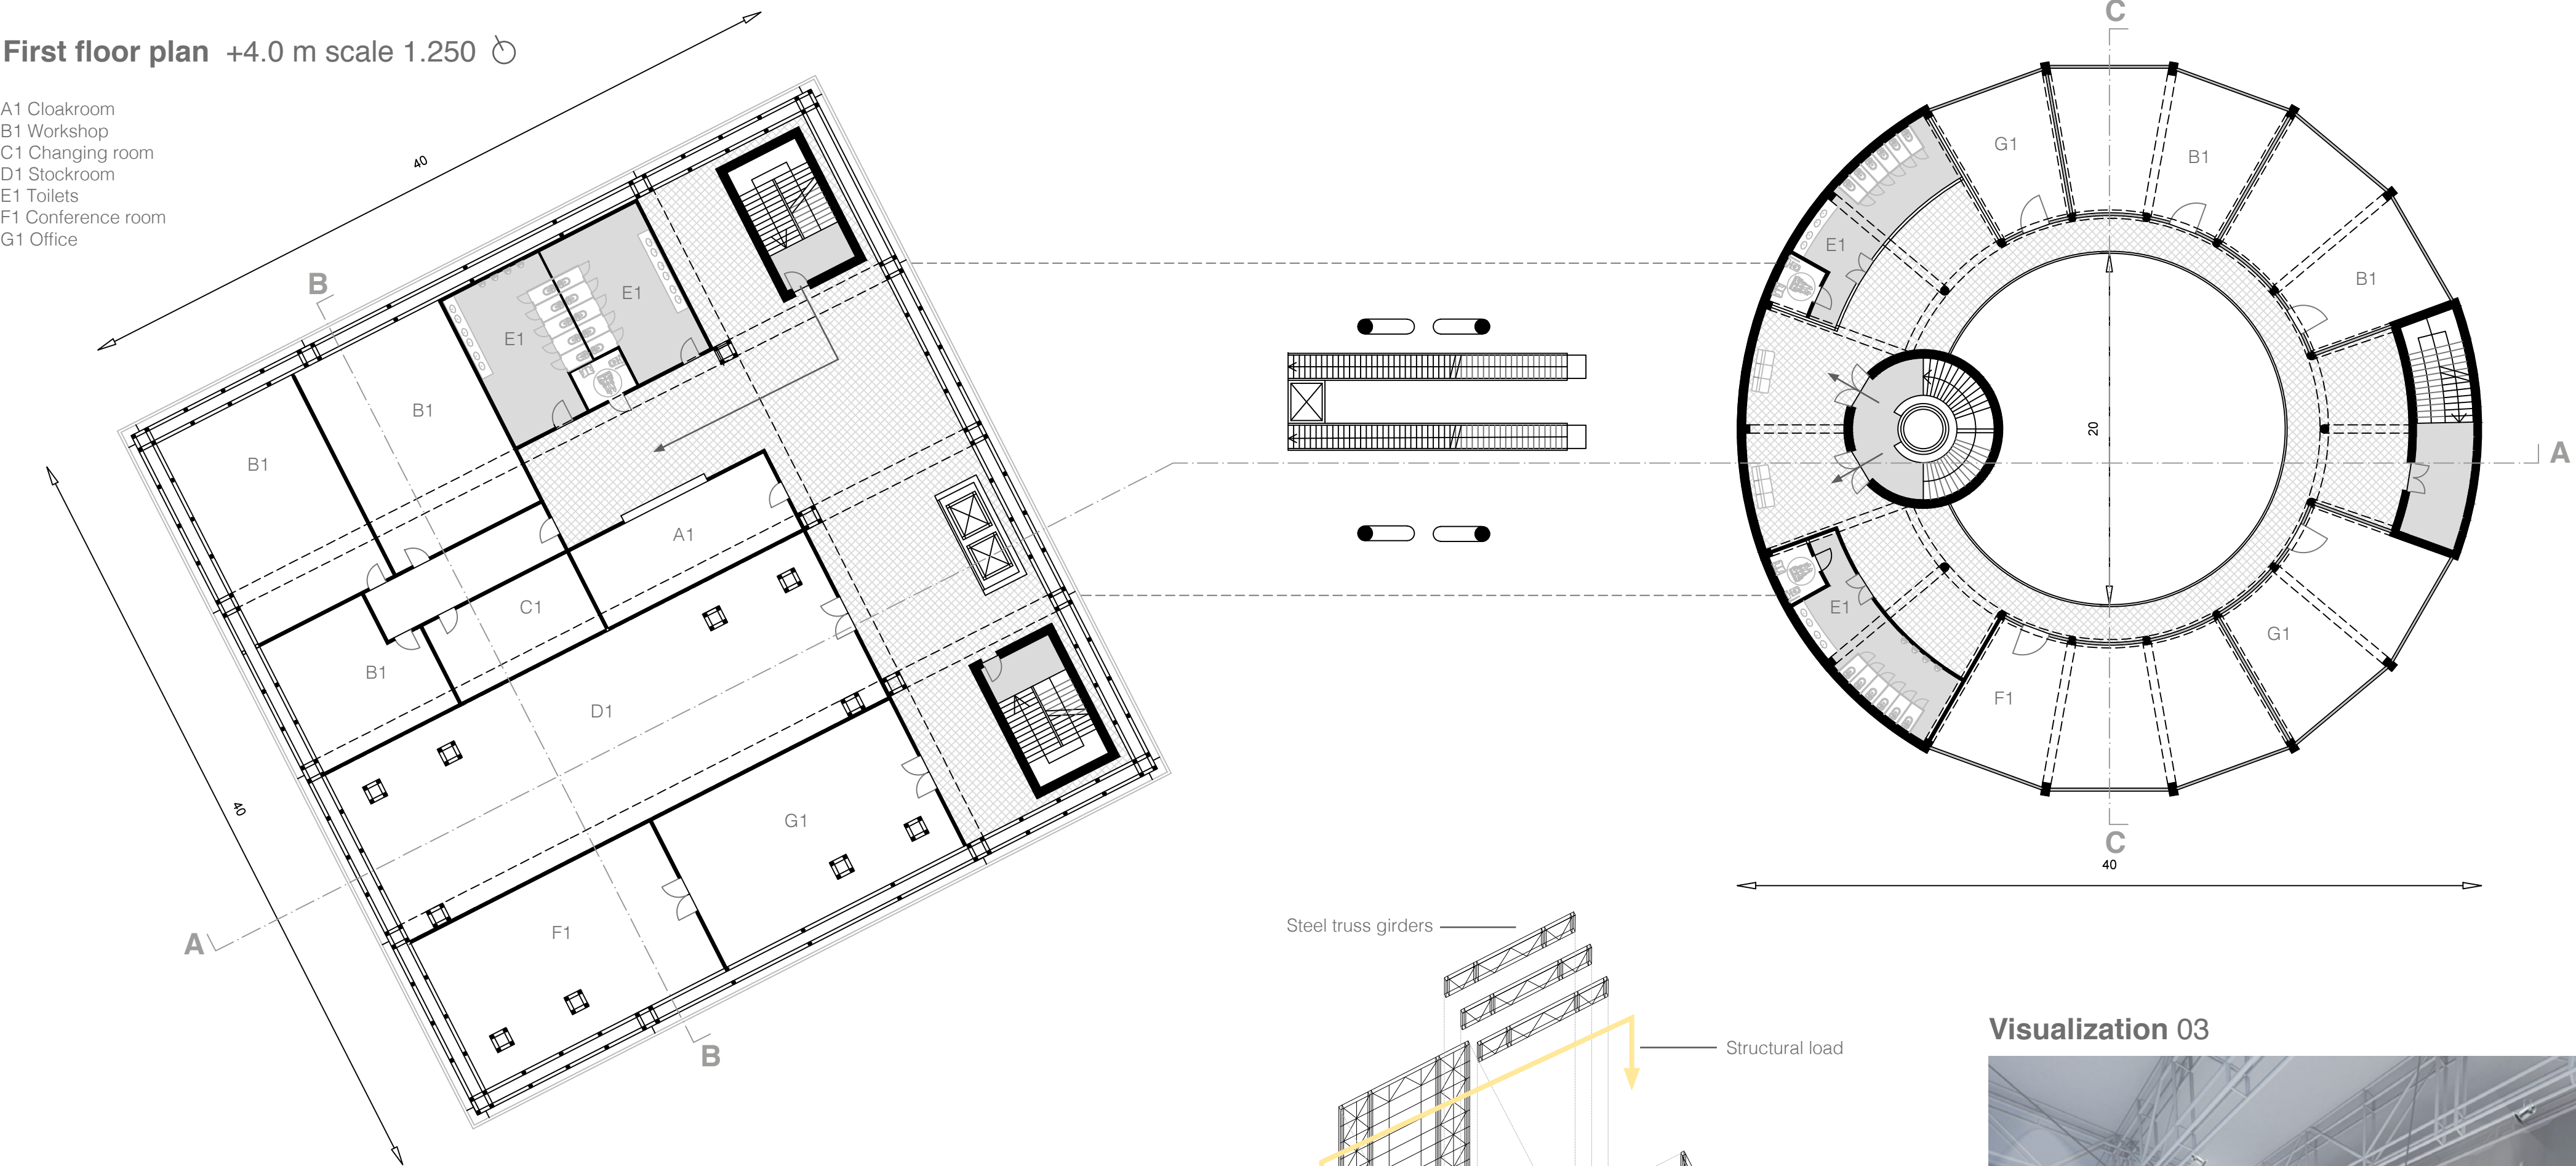 First floor plan +4.0 m scale 1.250
A1 Cloakroom
B1 Workshop
C1 Changing room
D1 Stockroom
E1 Toilets
F1 Conference room
G1 Office
40
40
B
B
A
E1
E1
B1
B1
A1
C1
B1
D1
G1
F1
C
G1
B1
E1
B1
20
A
E1
G1
F1
C
40
Steel truss girders
Structural load
Visualization 03